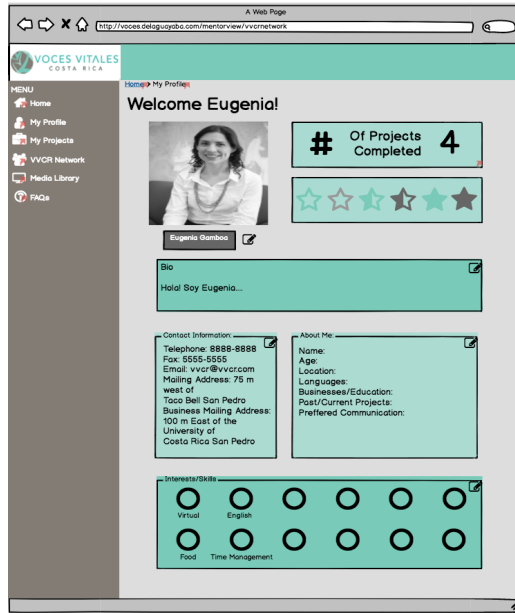 A Web Page
http://voces.delaguayaba.com/mentorview/vvcrnetwork
VOCES VITALES
COSTA RICA
MENU
Home
My Profile
My Projects
VVCR Network
Media Library
FAQs
Home > My Profile
Welcome Eugenia!
# Of Projects Completed 4
Eugenia Gamboa
Bio
Hola! Soy Eugenia...
Contact Information:
Telephone: 8888-8888
Fax: 5555-5555
Email: vvcr@vvcr.com
Mailing Address: 75 m
west of
Taco Bell San Pedro
Business Mailing Address:
100 m East of the
University of
Costa Rica San Pedro
About Me:
Name:
Age:
Location:
Languages:
Businesses/Education:
Past/Current Projects:
Preffered Communication:
Interests/Skills
Virtual English
Food Time Management